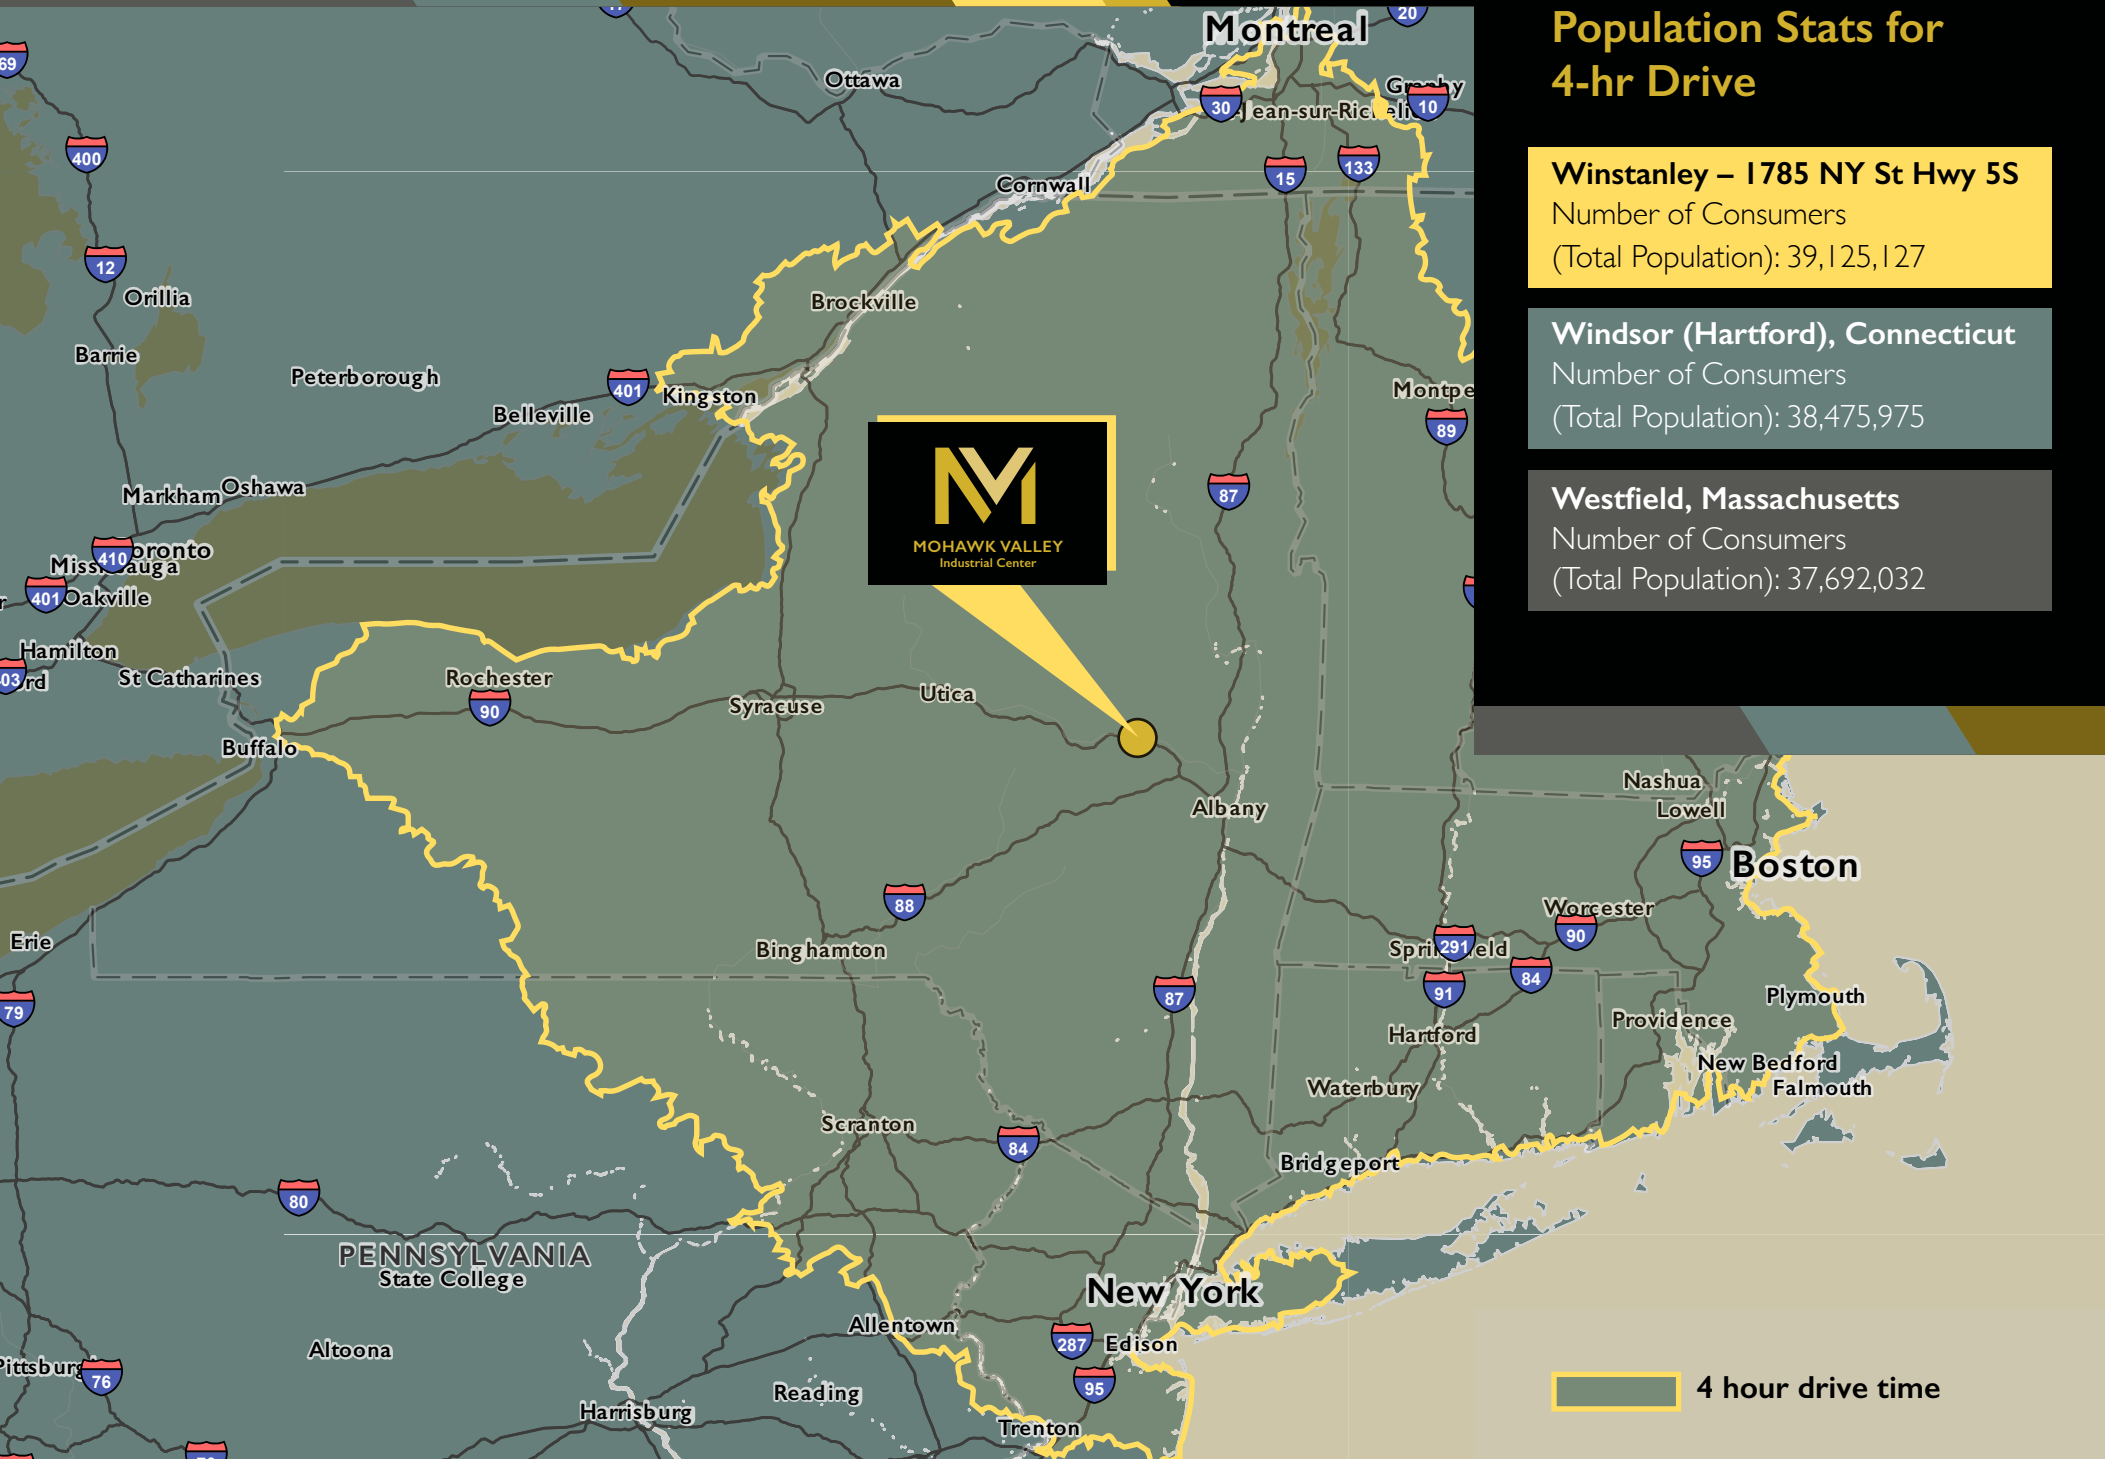 Population Stats for
4-hr Drive
Winstanley – 1785 NY St Hwy 5S
Number of Consumers
(Total Population): 39,125,127
Windsor (Hartford), Connecticut
Number of Consumers
(Total Population): 38,475,975
Westfield, Massachusetts
Number of Consumers
(Total Population): 37,692,032
Montreal
20
69
Ottawa
30
10
400
Cornwall
15
133
12
Orillia
Brockville
Barrie
Peterborough
401
Kingston
Belleville
89
Markham
Oshawa
87
MOHAWK VALLEY
Industrial Center
410
401
Oakville
Hamilton
St Catharines
Rochester
90
Syracuse
Utica
Buffalo
Albany
Nashua
Lowell
95
Boston
88
Worcester
90
Erie
Binghamton
291
84
91
87
79
Plymouth
Hartford
Providence
New Bedford
Falmouth
Waterbury
Scranton
84
Bridgeport
80
PENNSYLVANIA
State College
New York
Allentown
287
Edison
Altoona
76
95
Reading
Harrisburg
Trenton
4 hour drive time